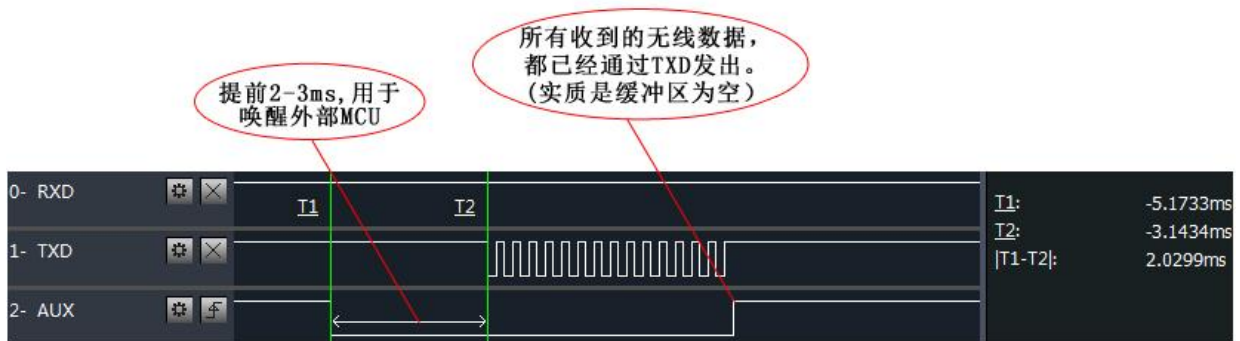 所有收到的无线数据，
都已经通过TXD发出。
(实质是缓冲区为空）
提前2-3ms,用于
唤醒外部MCU
0- RXD
T1
T2
1- TXD
2- AUX
T1: -5.1733ms
T2: -3.1434ms
|T1-T2|: 2.0299ms